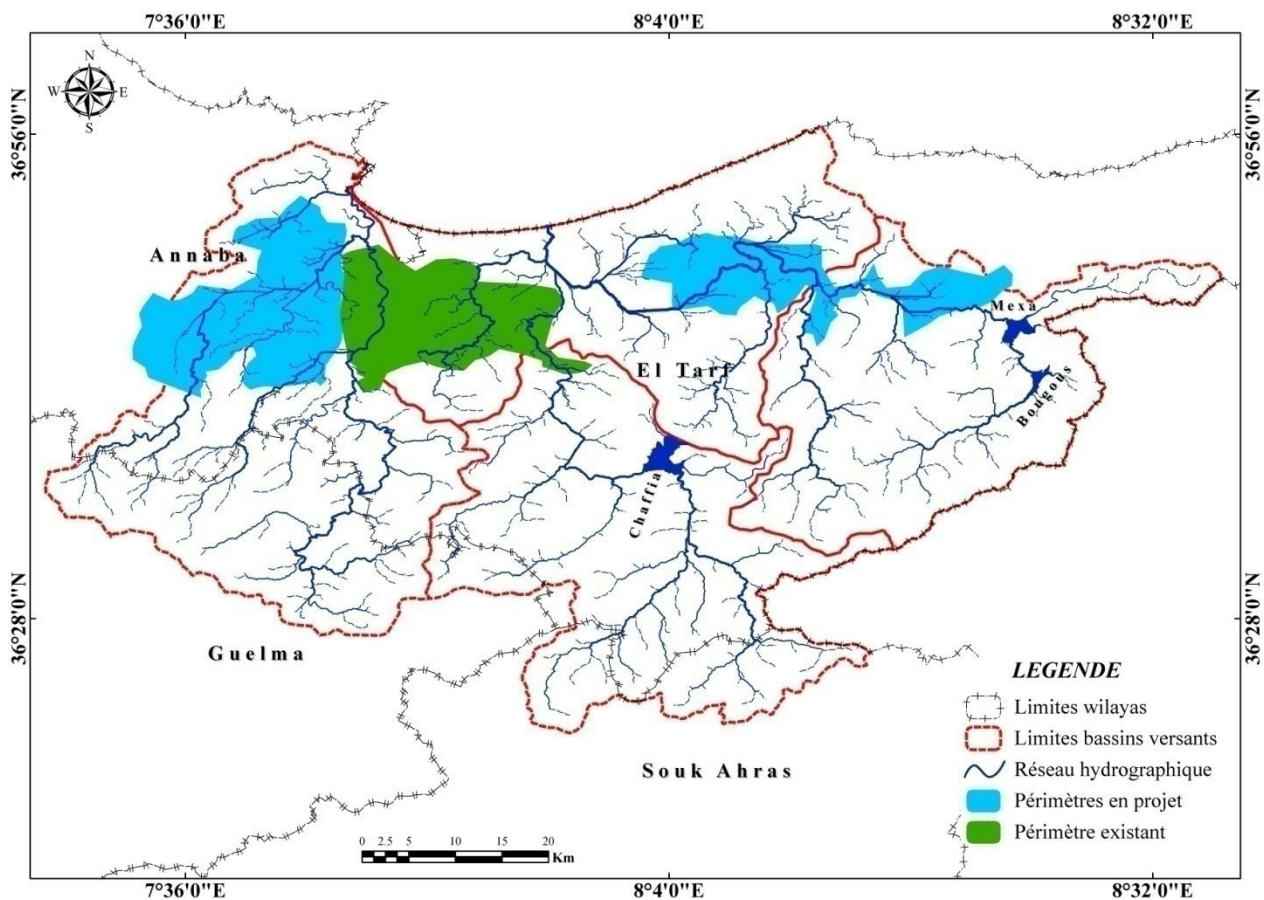 7°36'0"E 8°4'0"E 8°32'0"E
N
W E
S
36°56'0"N 36°56'0"N
Annaba
Mexa
El Tarf
Bougous
Chaffia
36°28'0"N 36°28'0"N
Guelma
Souk Ahras
LEGENDE
Limites wilayas
Limites bassins versants
Réseau hydrographique
Périmètres en projet
Périmètre existant
0 2.5 5 10 15 20
Km
7°36'0"E 8°4'0"E 8°32'0"E